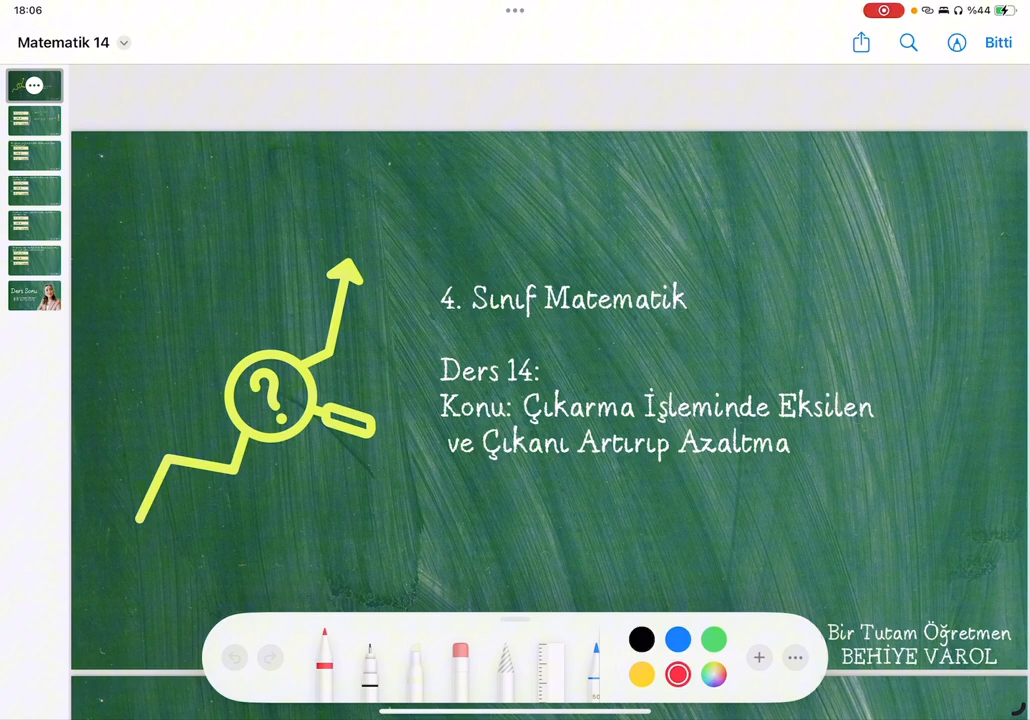 18:06
%44
Matematik 14
Bitti
4. Sınıf Matematik
Ders 14:
Konu: Çıkarma İşleminde Eksilen
ve Çıkanı Artırıp Azaltma
Bir Tutam Öğretmen
BEHİYE VAROL
Ders Sonu